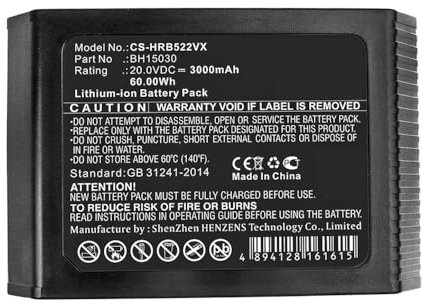 Model No.:CS-HRB522VX
Part No :BH15030
Rating :20.0VDC ⎓ 3000mAh
60.00Wh
Lithium-ion Battery Pack
CAUTION WARRANTY VOID IF LABEL IS REMOVED
•DO NOT ATTEMPT TO DISASSEMBLE, OPEN OR SERVICE THE BATTERY PACK.
•REPLACE ONLY WITH THE BATTERY PACK DESIGNATED FOR THIS PRODUCT.
•DO NOT CRUSH, PUNCTURE, SHORT EXTERNAL CONTACTS OR DISPOSE OF
IN FIRE OR WATER.
•DO NOT STORE ABOVE 60°C (140°F).
Standard:GB 31241-2014
CE FC
Made In China
ATTENTION!
NEW BATTERY PACK MUST BE FULLY CHARGED BEFORE USE.
TO REDUCE RISK OF FIRE OR BURNS
READ INSTRUCTIONS IN OPERATING GUIDE BEFORE USING BATTERY PACK.
Manufacture by : ShenZhen HENZENS Technology Co., Limited
4 894128 161615